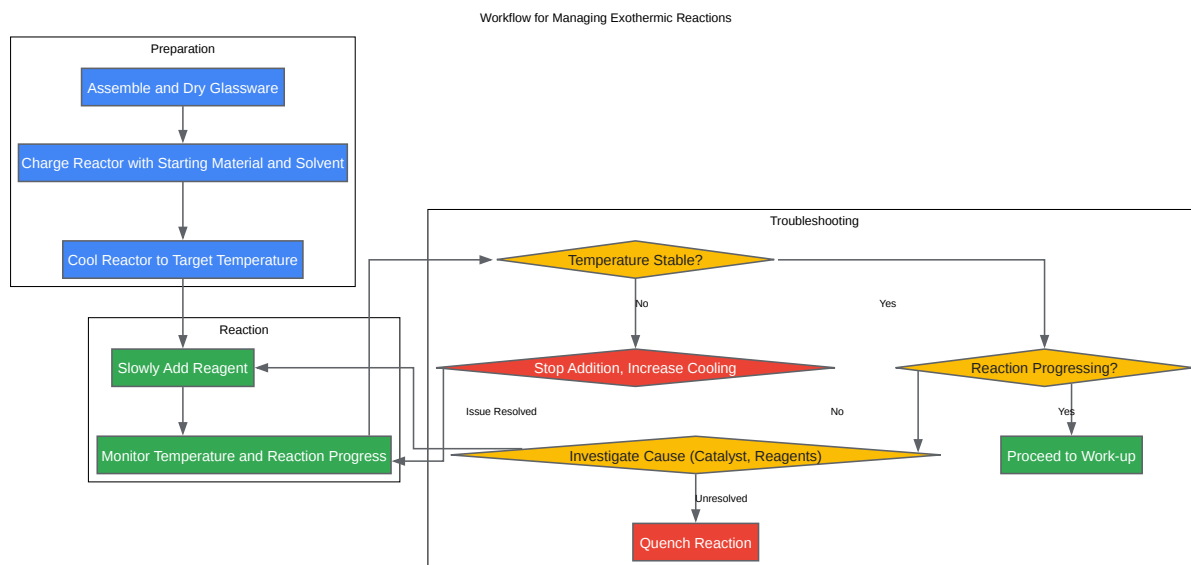 Workflow for Managing Exothermic Reactions
Preparation
Assemble and Dry Glassware
Charge Reactor with Starting Material and Solvent
Cool Reactor to Target Temperature
Reaction
Slowly Add Reagent
Monitor Temperature and Reaction Progress
Troubleshooting
Temperature Stable?
No
Yes
Stop Addition, Increase Cooling
Reaction Progressing?
Issue Resolved
No
Yes
Investigate Cause (Catalyst, Reagents)
Proceed to Work-up
Unresolved
Quench Reaction